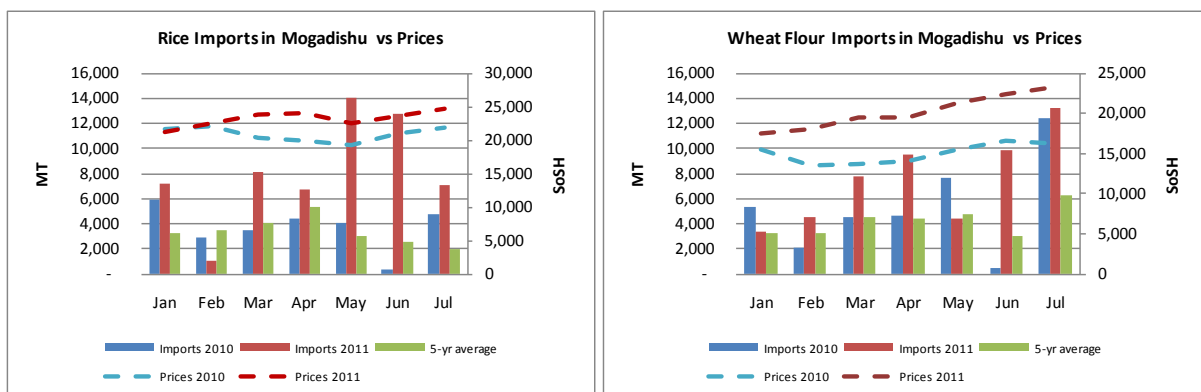 Rice Imports in Mogadishu vs Prices
16,000
14,000
12,000
10,000
8,000
6,000
4,000
2,000
-
MT
30,000
25,000
20,000
15,000
10,000
5,000
0
SoSH
Jan Feb Mar Apr May Jun Jul
Imports 2010 Imports 2011 5-yr average
Prices 2010 Prices 2011
Wheat Flour Imports in Mogadishu vs Prices
16,000
14,000
12,000
10,000
8,000
6,000
4,000
2,000
-
MT
25,000
20,000
15,000
10,000
5,000
0
SoSH
Jan Feb Mar Apr May Jun Jul
Imports 2010 Imports 2011 5-yr average
Prices 2010 Prices 2011